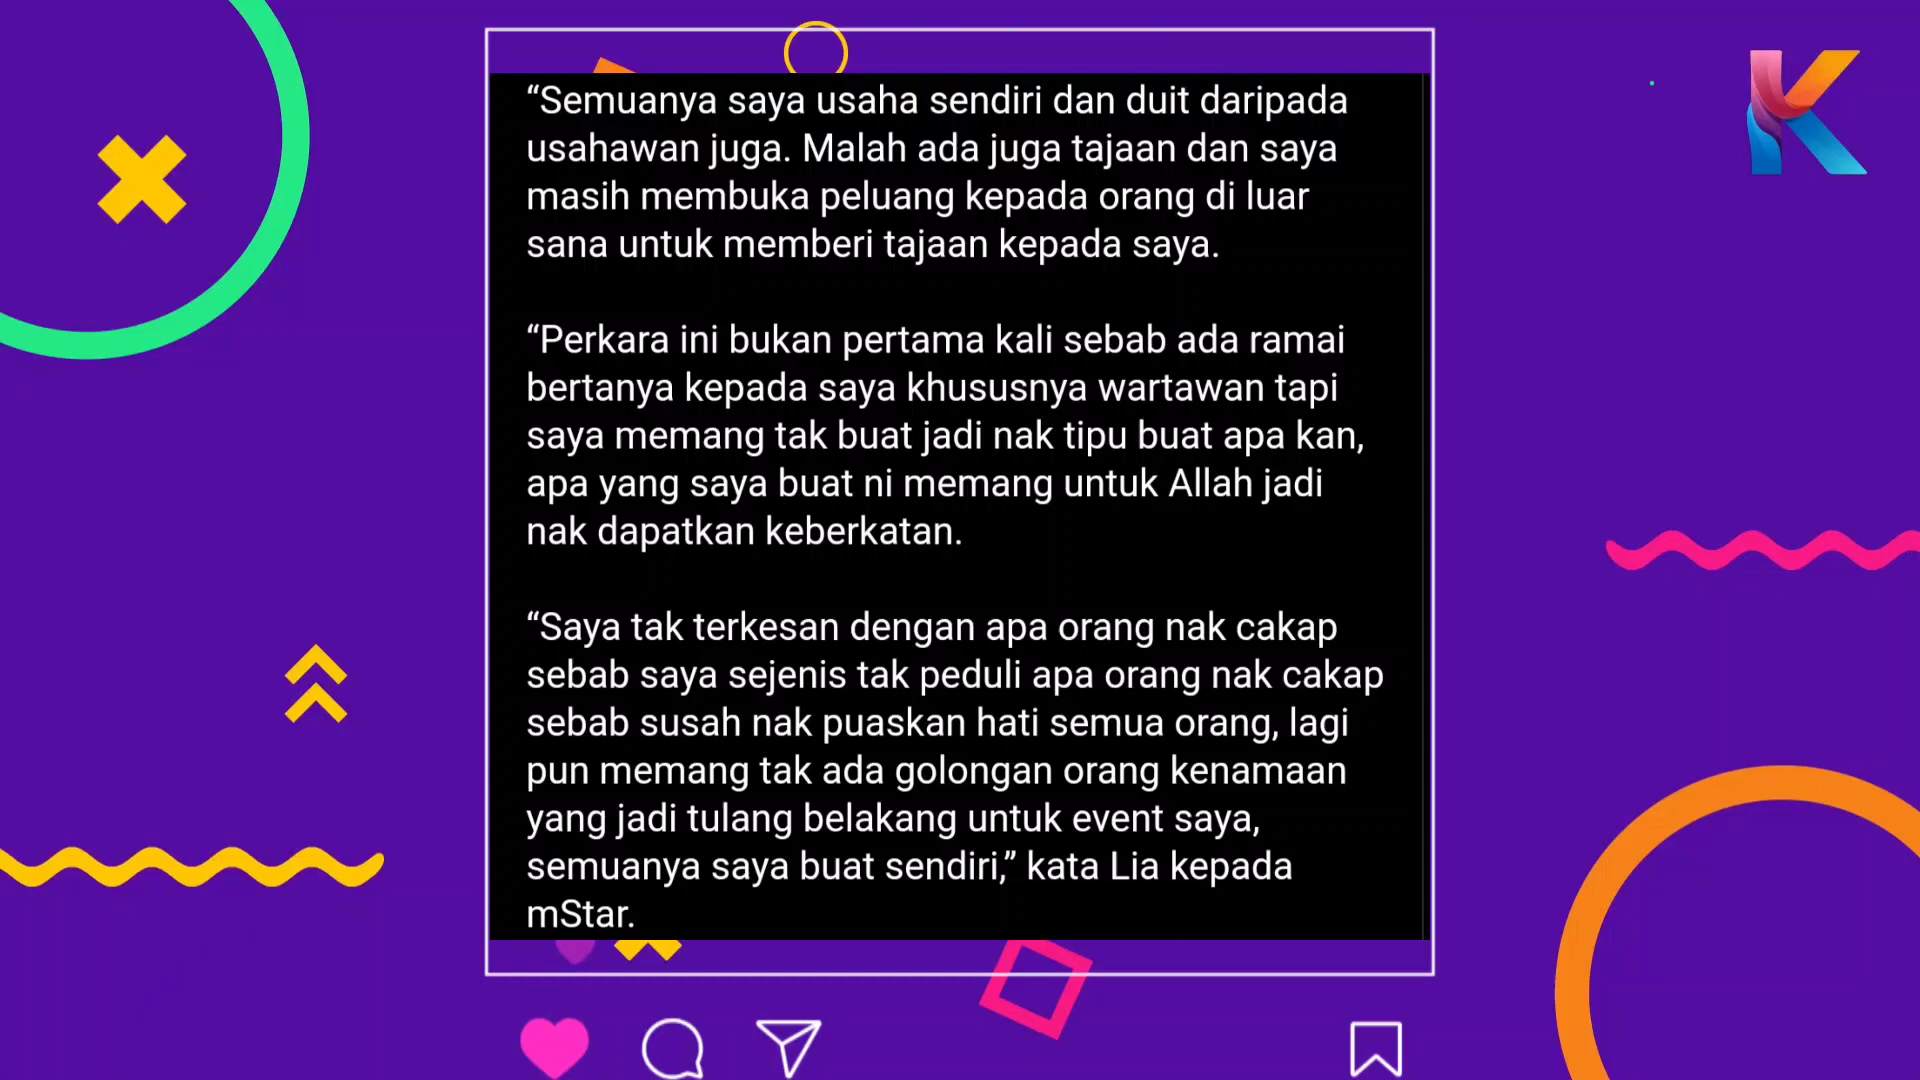 “Semuanya saya usaha sendiri dan duit daripada
usahawan juga. Malah ada juga tajaan dan saya
masih membuka peluang kepada orang di luar
sana untuk memberi tajaan kepada saya.
“Perkara ini bukan pertama kali sebab ada ramai
bertanya kepada saya khususnya wartawan tapi
saya memang tak buat jadi nak tipu buat apa kan,
apa yang saya buat ni memang untuk Allah jadi
nak dapatkan keberkatan.
“Saya tak terkesan dengan apa orang nak cakap
sebab saya sejenis tak peduli apa orang nak cakap
sebab susah nak puaskan hati semua orang, lagi
pun memang tak ada golongan orang kenamaan
yang jadi tulang belakang untuk event saya,
semuanya saya buat sendiri,” kata Lia kepada
mStar.
K